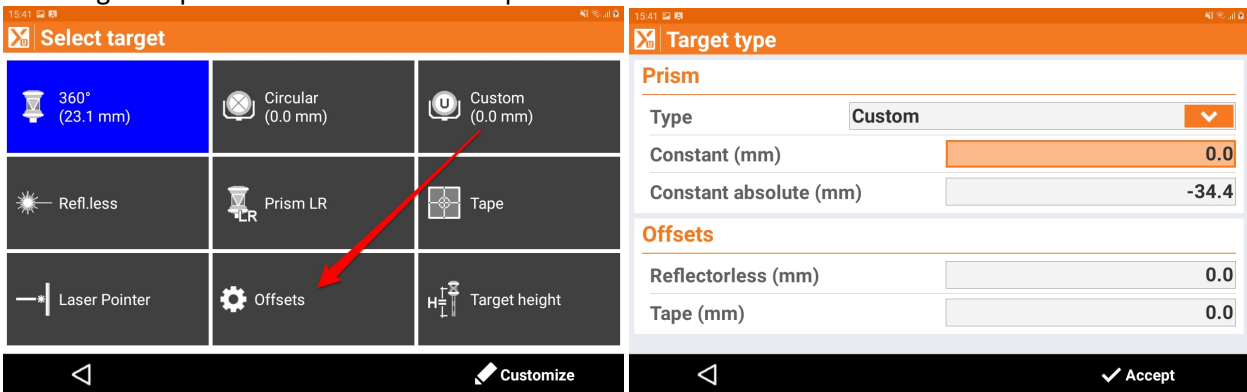 15:41
Select target
360°
(23.1 mm)
Circular
(0.0 mm)
U
Custom
(0.0 mm)
Refl.less
LR
Prism LR
Tape
Laser Pointer
Offsets
H=
Target height
Customize
15:41
Target type
Prism
Type Custom
Constant (mm) 0.0
Constant absolute (mm) -34.4
Offsets
Reflectorless (mm) 0.0
Tape (mm) 0.0
Accept